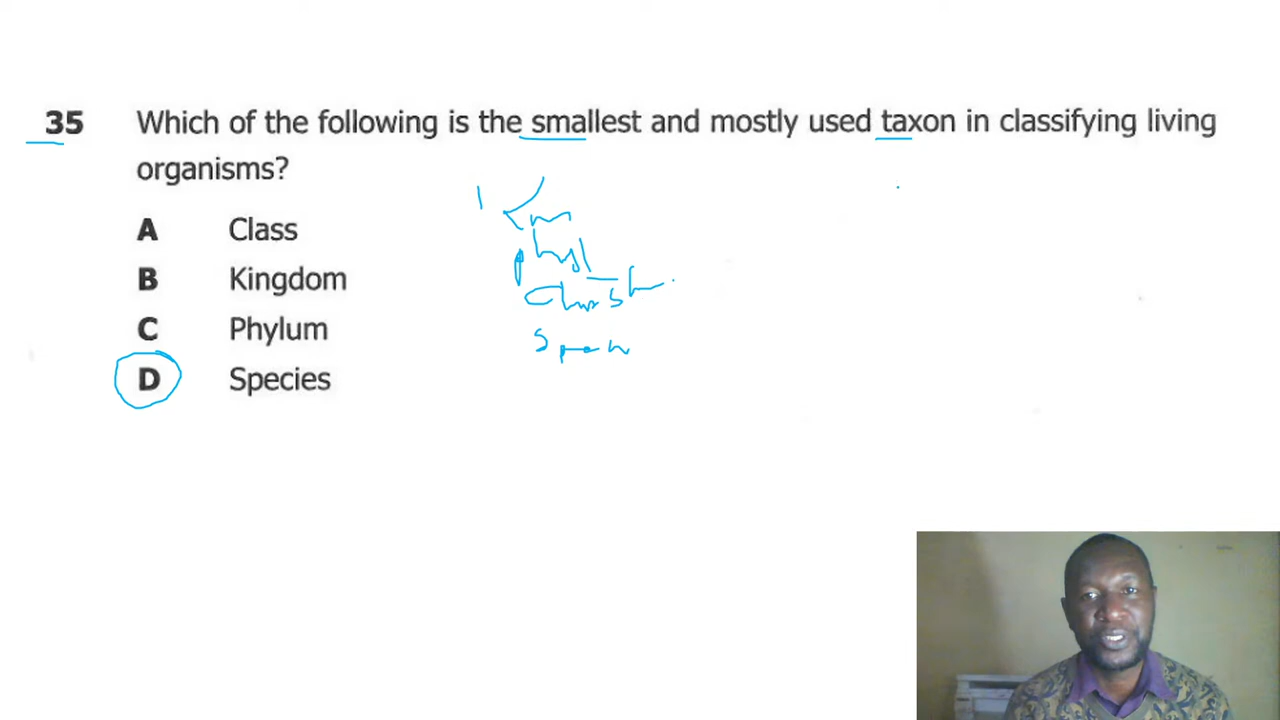 35 Which of the following is the smallest and mostly used taxon in classifying living
organisms?
A Class
B Kingdom
C Phylum
D Species